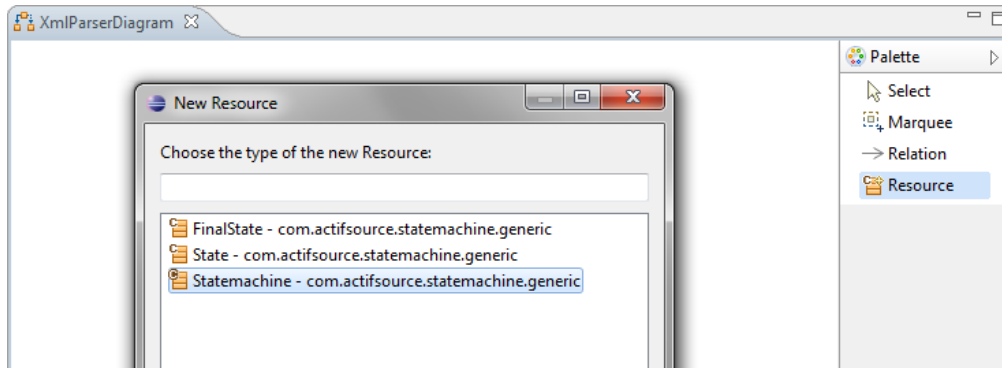 XmlParserDiagram
Palette
Select
Marquee
Relation
Resource
New Resource
Choose the type of the new Resource:
FinalState - com.actifsource.statemachine.generic
State - com.actifsource.statemachine.generic
Statemachine - com.actifsource.statemachine.generic